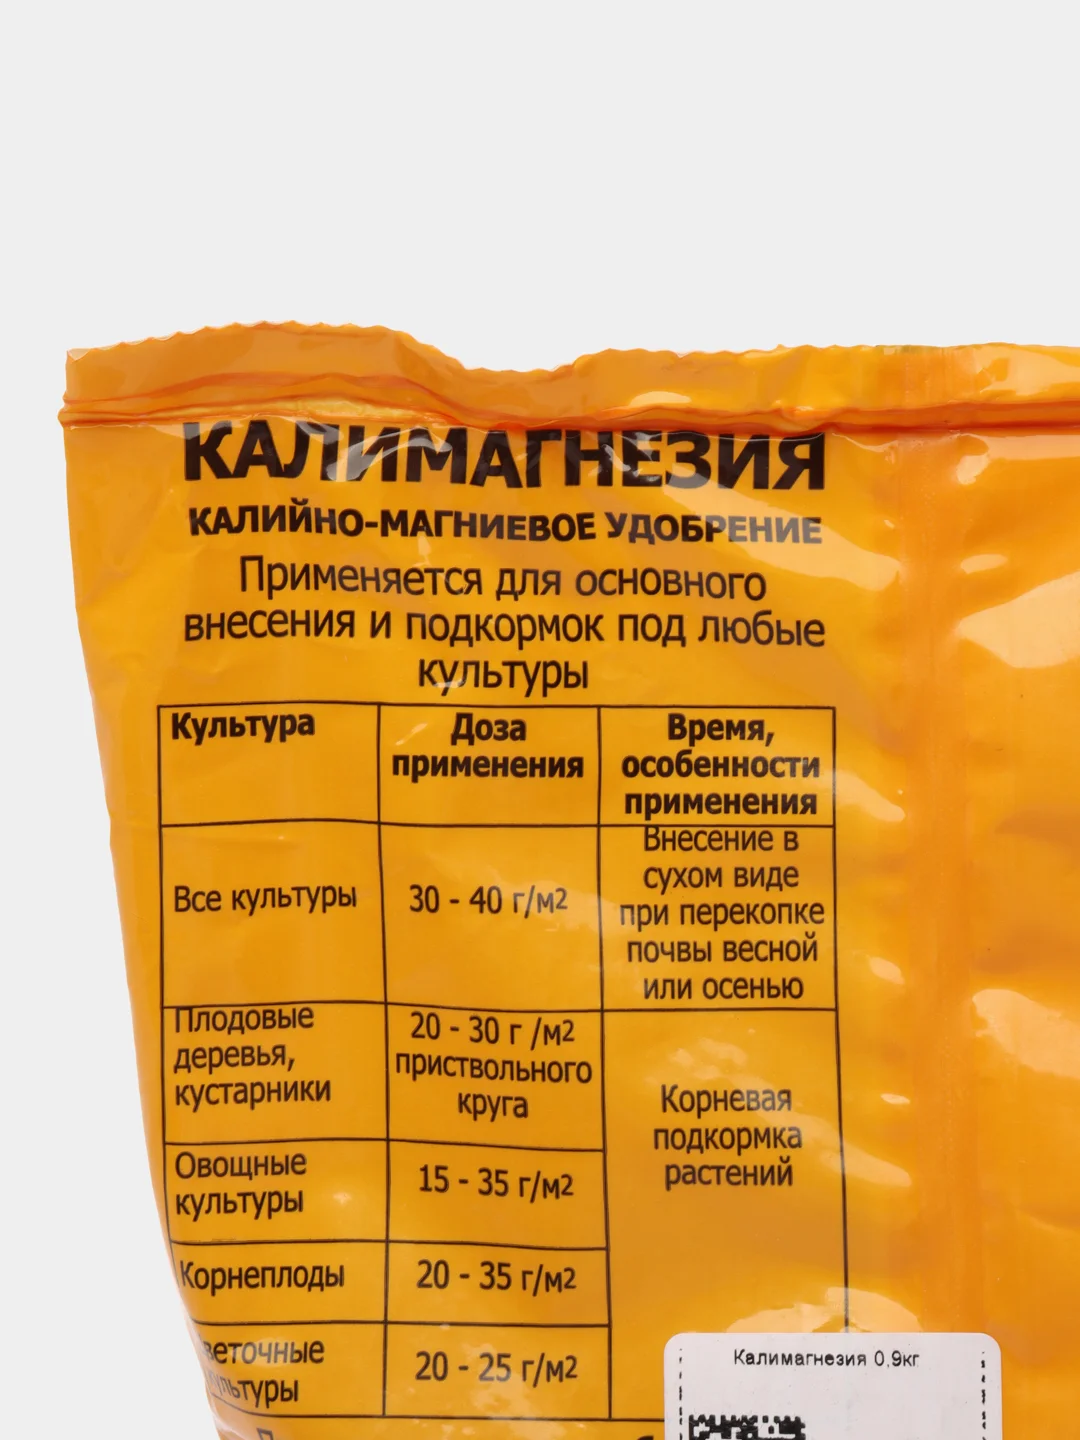 КАЛИМАГНЕЗИЯ
КАЛИЙНО-МАГНИЕВОЕ УДОБРЕНИЕ
Применяется для основного
внесения и подкормок под любые
культуры
Культура
Доза
применения
Время,
особенности
применения
Все культуры
30 - 40 г/м2
Внесение в
сухом виде
при перекопке
почвы весной
или осенью
Плодовые
деревья,
кустарники
20 - 30 г /м2
приствольного
круга
Корневая
подкормка
растений
Овощные
культуры
15 - 35 г/м2
Корнеплоды
20 - 35 г/м2
веточные
культуры
20 - 25 г/м2
Калимагнезия 0,9кг